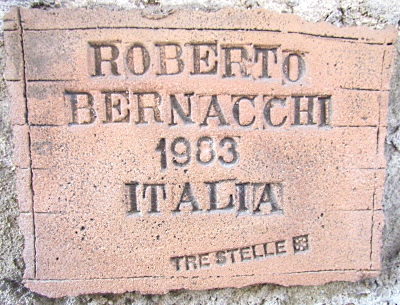 ROBERTO
BERNACCHI
1983
ITALIA
TRE STELLE